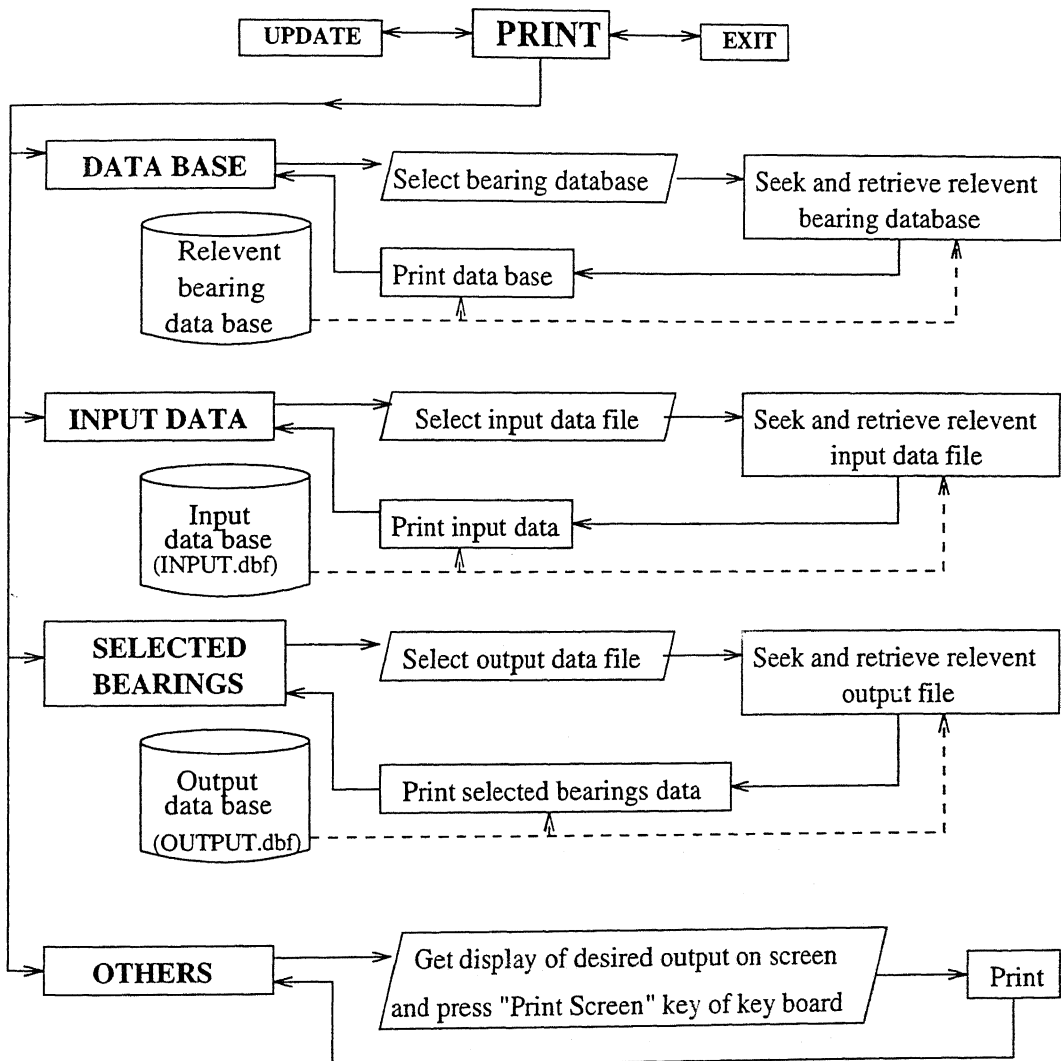 UPDATE
PRINT
EXIT
DATA BASE
Select bearing database
Seek and retrieve relevent
bearing database
Relevent
bearing
data base
Print data base
INPUT DATA
Select input data file
Seek and retrieve relevent
input data file
Input
data base
(INPUT.dbf)
Print input data
SELECTED
BEARINGS
Select output data file
Seek and retrieve relevent
output file
Output
data base
(OUTPUT.dbf)
Print selected bearings data
OTHERS
Get display of desired output on screen
and press "Print Screen" key of key board
Print